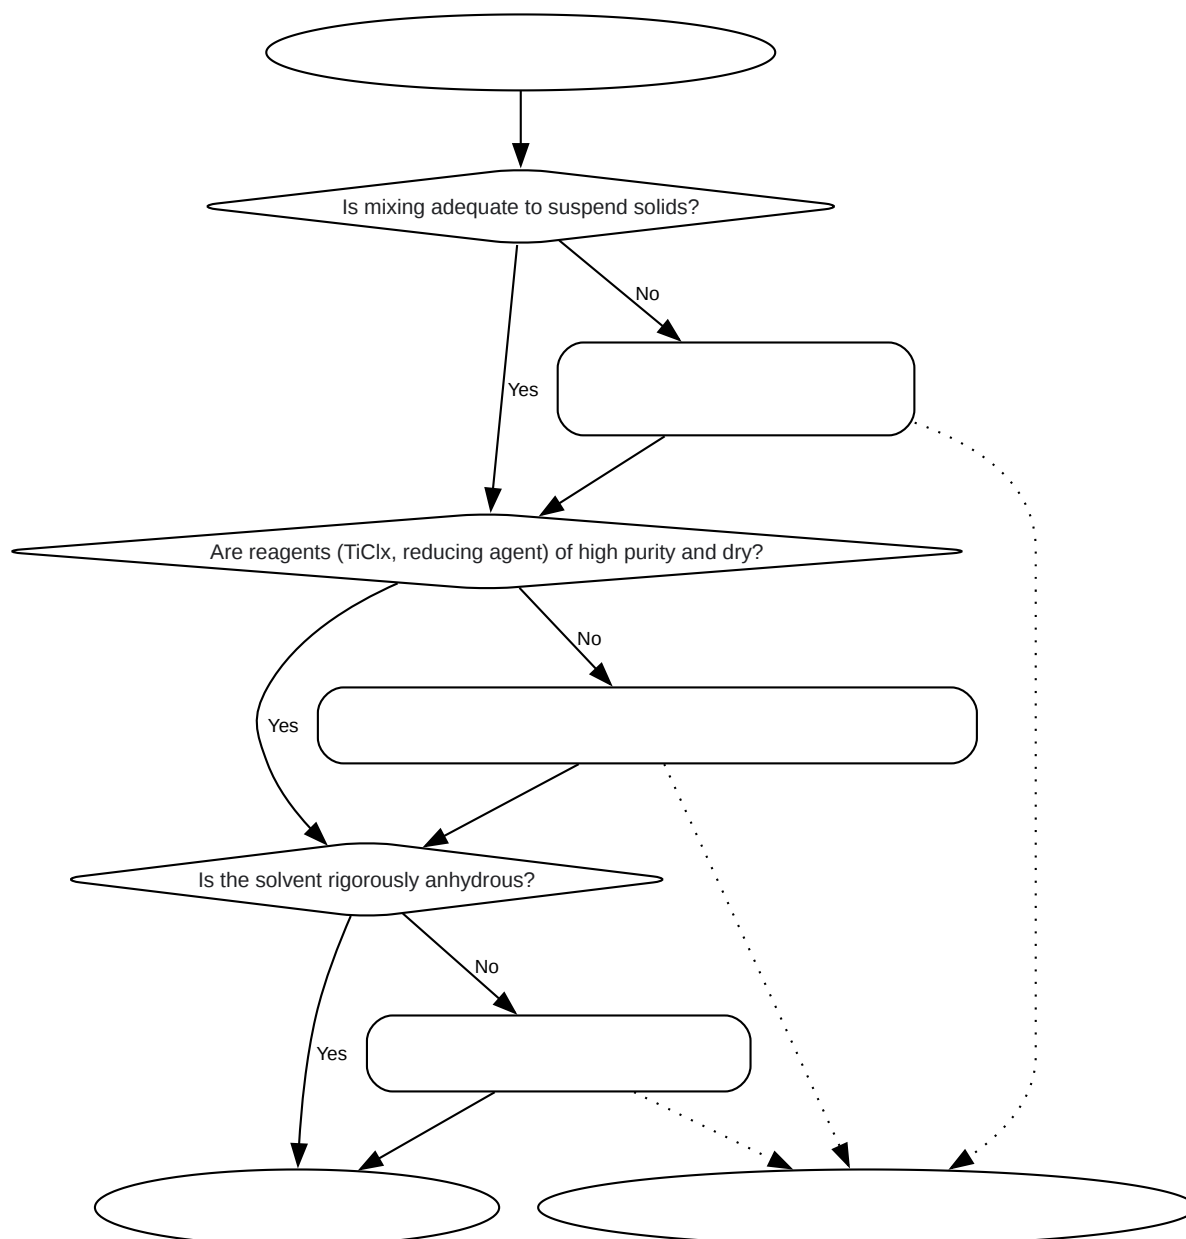 Is mixing adequate to suspend solids?
No
Yes
Are reagents (TiClx, reducing agent) of high purity and dry?
No
Yes
Is the solvent rigorously anhydrous?
No
Yes